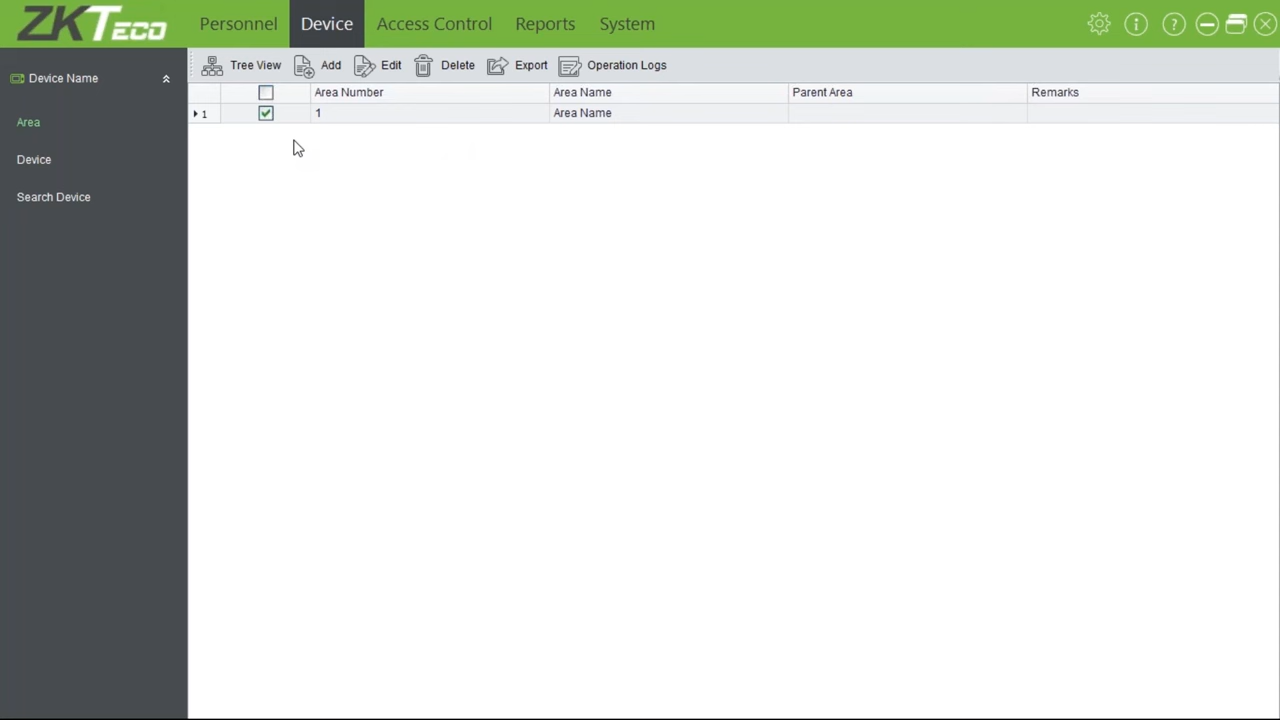 ZKTeco Personnel Device Access Control Reports System
Device Name
Area
Device
Search Device
Tree View Add Edit Delete Export Operation Logs
Area Number Area Name Parent Area Remarks
1 1 Area Name